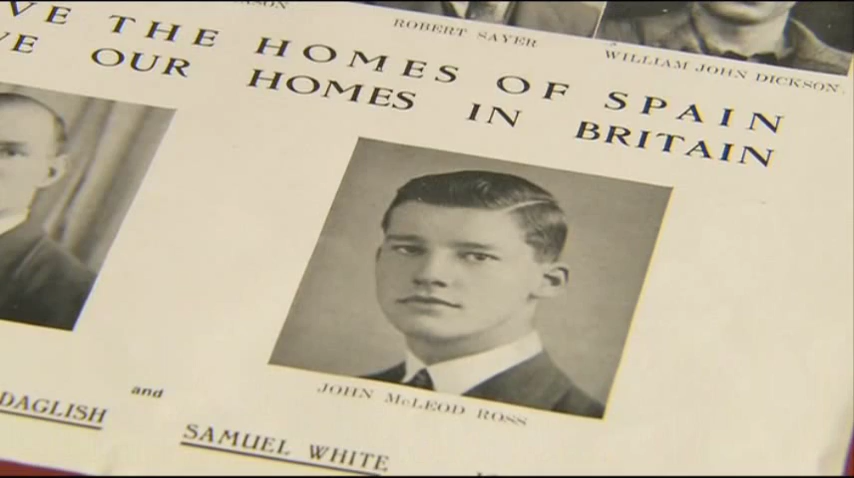 ROBERT SAYER
WILLIAM JOHN DICKSON
THE HOMES OF SPAIN
OUR HOMES IN BRITAIN
JOHN McLEOD ROSS
and
DAGLISH
SAMUEL WHITE